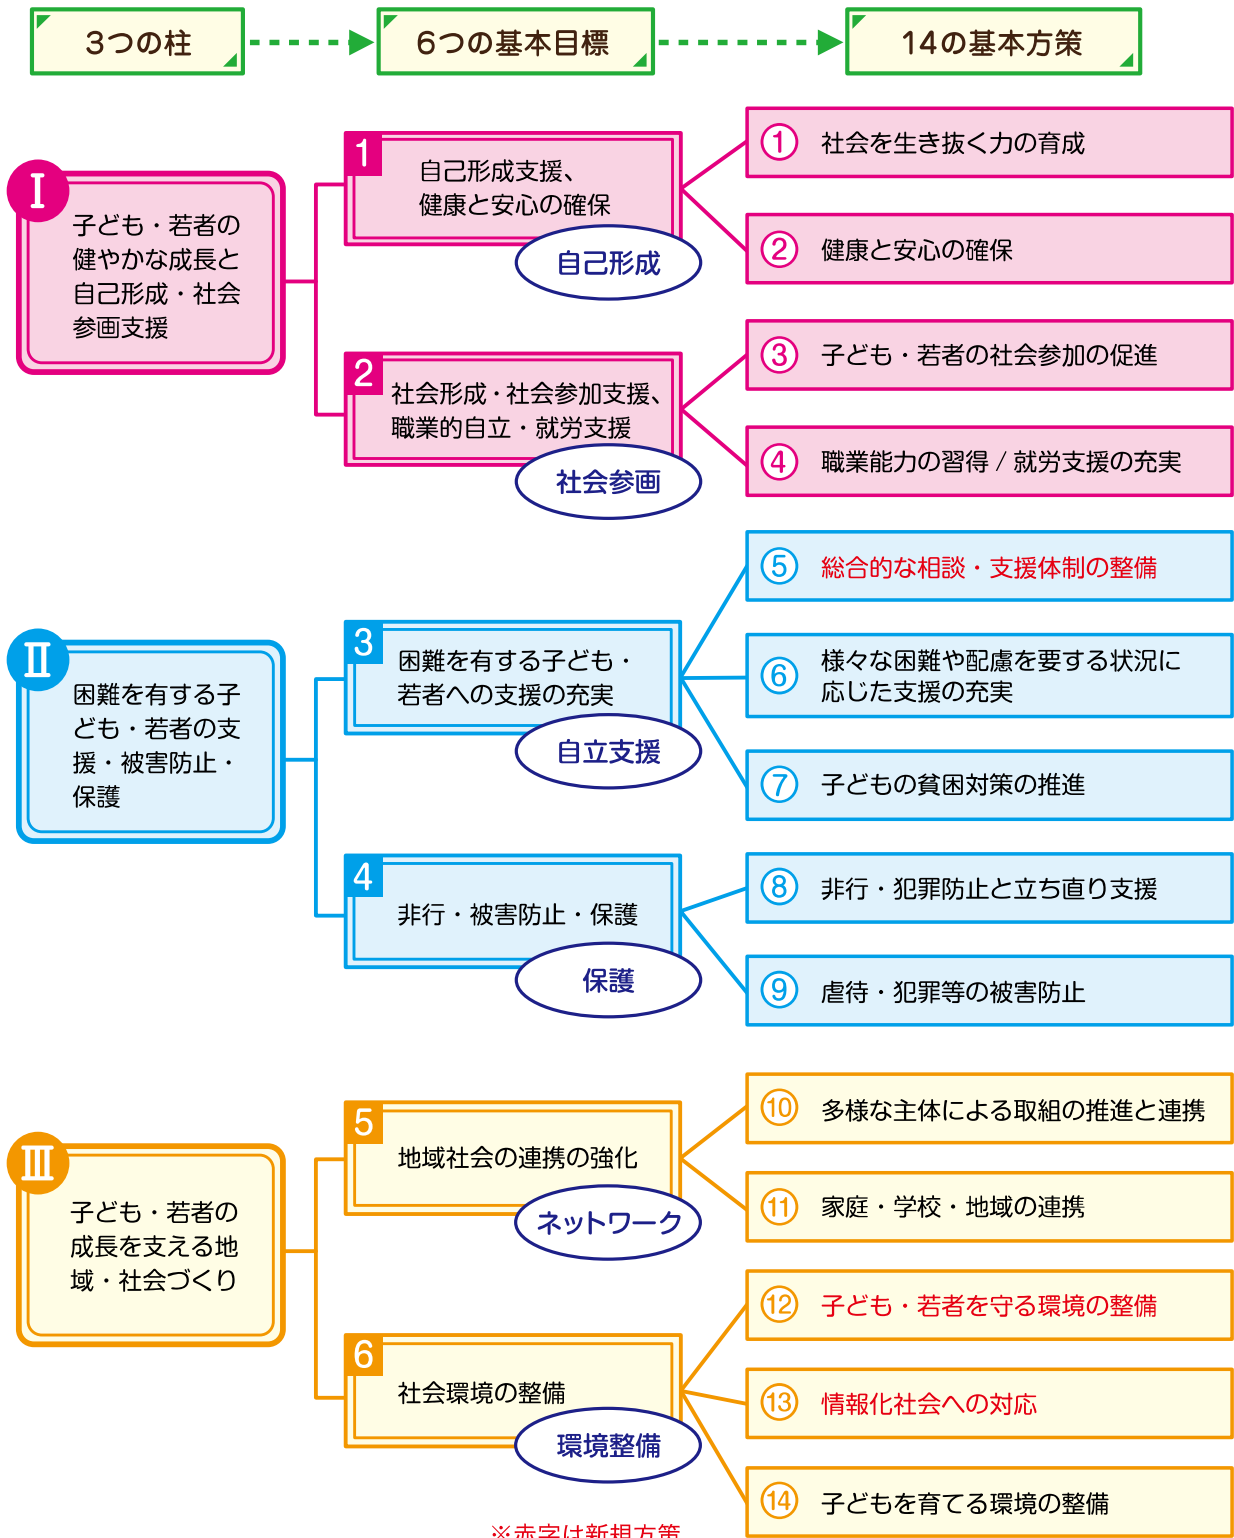 3つの柱
6つの基本目標
14の基本方策
I
子ども・若者の
健やかな成長と
自己形成・社会
参画支援
1
自己形成支援、
健康と安心の確保
自己形成
① 社会を生き抜く力の育成
② 健康と安心の確保
2
社会形成・社会参加支援、
職業的自立・就労支援
社会参画
③ 子ども・若者の社会参加の促進
④ 職業能力の習得 / 就労支援の充実
II
困難を有する子
ども・若者の支
援・被害防止・
保護
3
困難を有する子ども・
若者への支援の充実
自立支援
⑤ 総合的な相談・支援体制の整備
⑥ 様々な困難や配慮を要する状況に
応じた支援の充実
⑦ 子どもの貧困対策の推進
4
非行・被害防止・保護
保護
⑧ 非行・犯罪防止と立ち直り支援
⑨ 虐待・犯罪等の被害防止
III
子ども・若者の
成長を支える地
域・社会づくり
5
地域社会の連携の強化
ネットワーク
⑩ 多様な主体による取組の推進と連携
⑪ 家庭・学校・地域の連携
6
社会環境の整備
環境整備
⑫ 子ども・若者を守る環境の整備
⑬ 情報化社会への対応
⑭ 子どもを育てる環境の整備
※赤字は新規方策